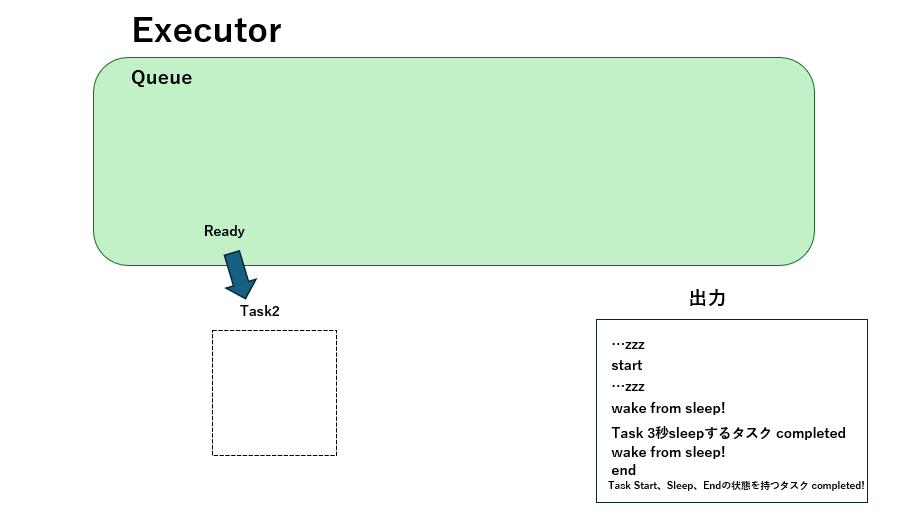 Executor
Queue
Ready
Task2
出力
…zzz
start
…zzz
wake from sleep!
Task 3秒sleepするタスク completed
wake from sleep!
end
Task Start、Sleep、Endの状態を持つタスク completed!